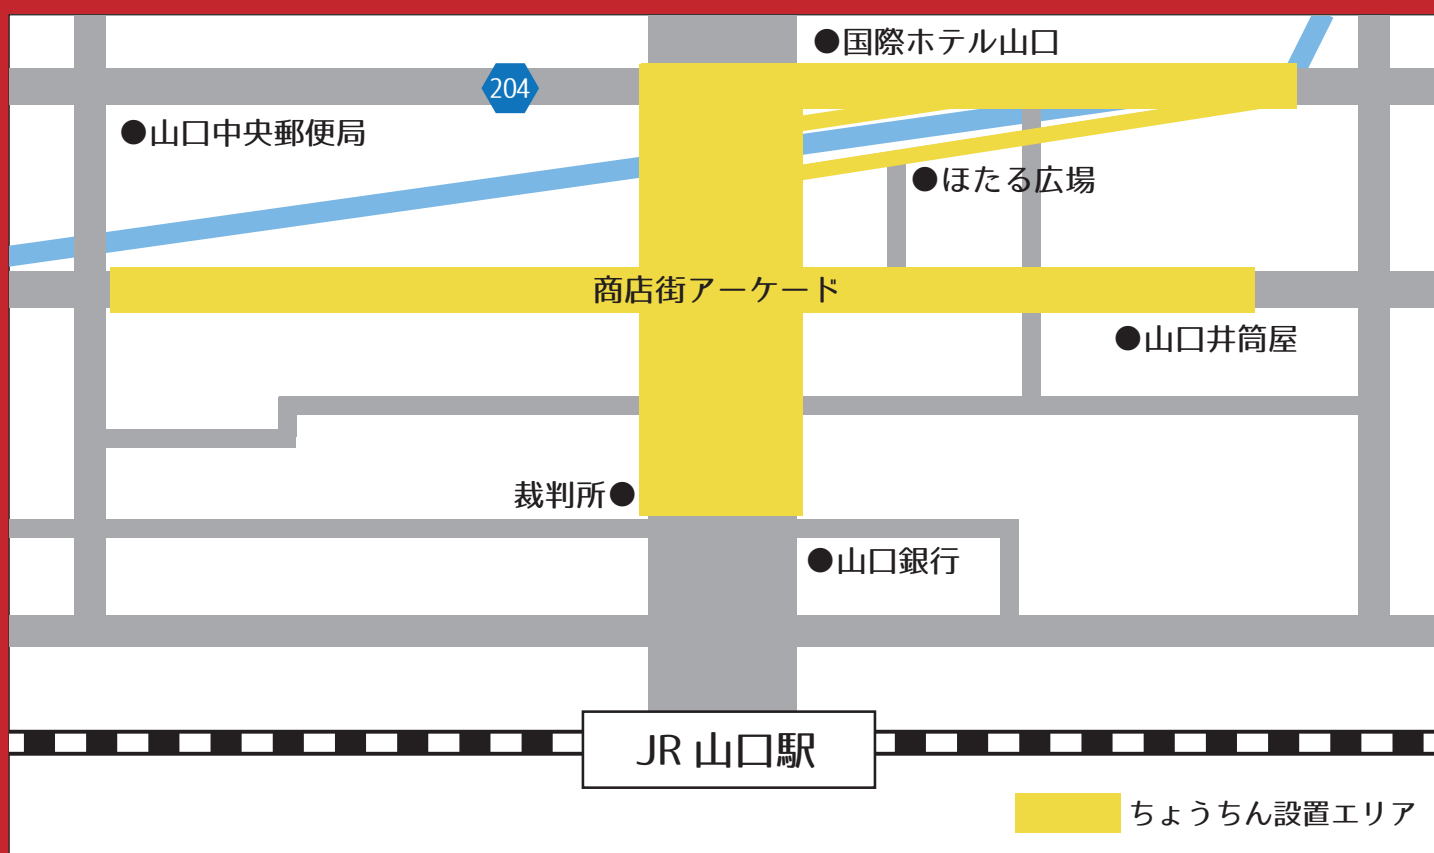 ●国際ホテル山口
204
●山口中央郵便局
●ほたる広場
商店街アーケード
●山口井筒屋
裁判所●
●山口銀行
JR 山口駅
ちょうちん設置エリア